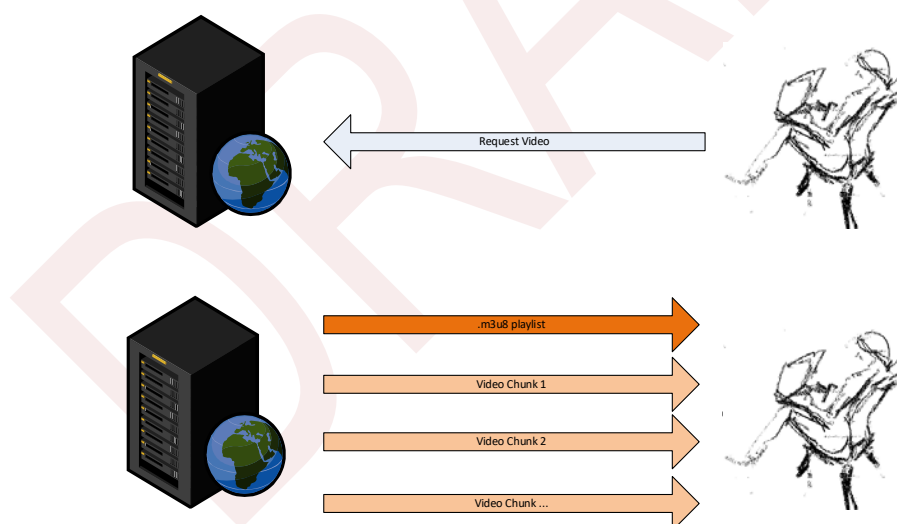 Request Video
.m3u8 playlist
Video Chunk 1
Video Chunk 2
Video Chunk ...